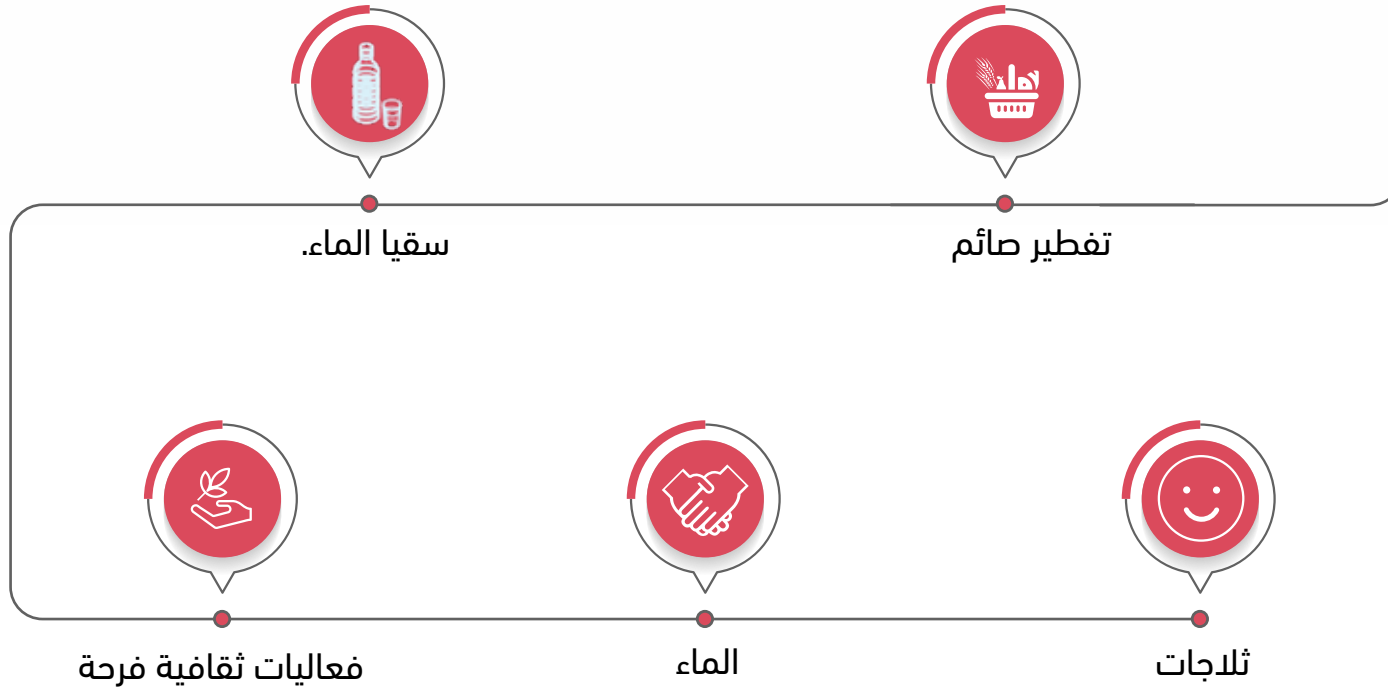 تفطير صائم
سقيا الماء.
ثلاجات
الماء
فعاليات ثقافية فرحة